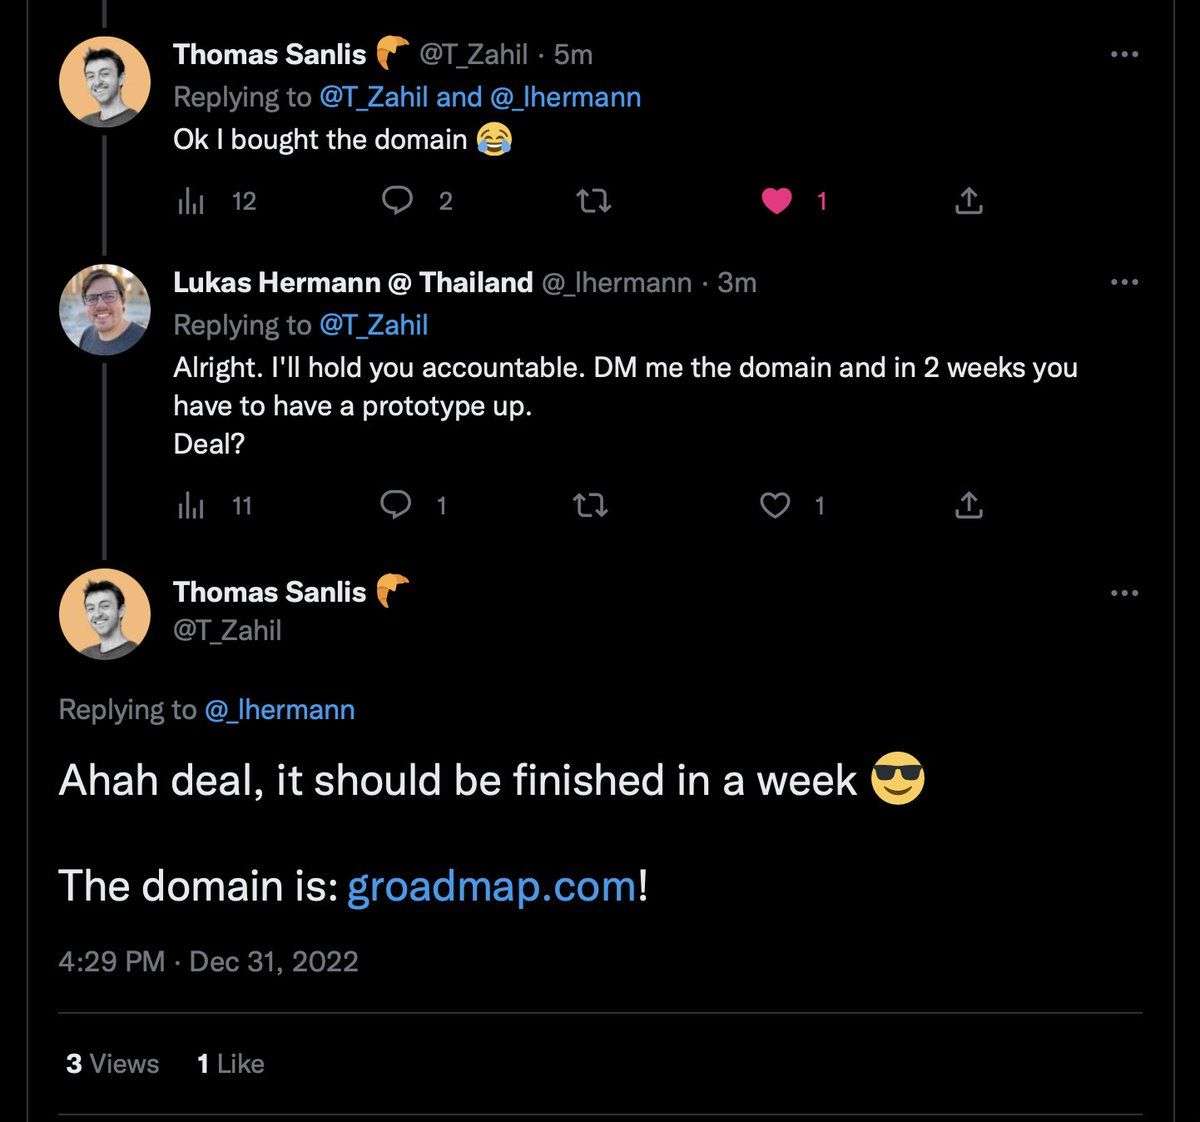 Thomas Sanlis 🥐 @T_Zahil · 5m
Replying to @T_Zahil and @_lhermann
Ok I bought the domain 😂
12 2 1
Lukas Hermann @ Thailand @_lhermann · 3m
Replying to @T_Zahil
Alright. I'll hold you accountable. DM me the domain and in 2 weeks you
have to have a prototype up.
Deal?
11 1 1
Thomas Sanlis 🥐
@T_Zahil
Replying to @_lhermann
Ahah deal, it should be finished in a week 😎
The domain is: groadmap.com!
4:29 PM · Dec 31, 2022
3 Views 1 Like